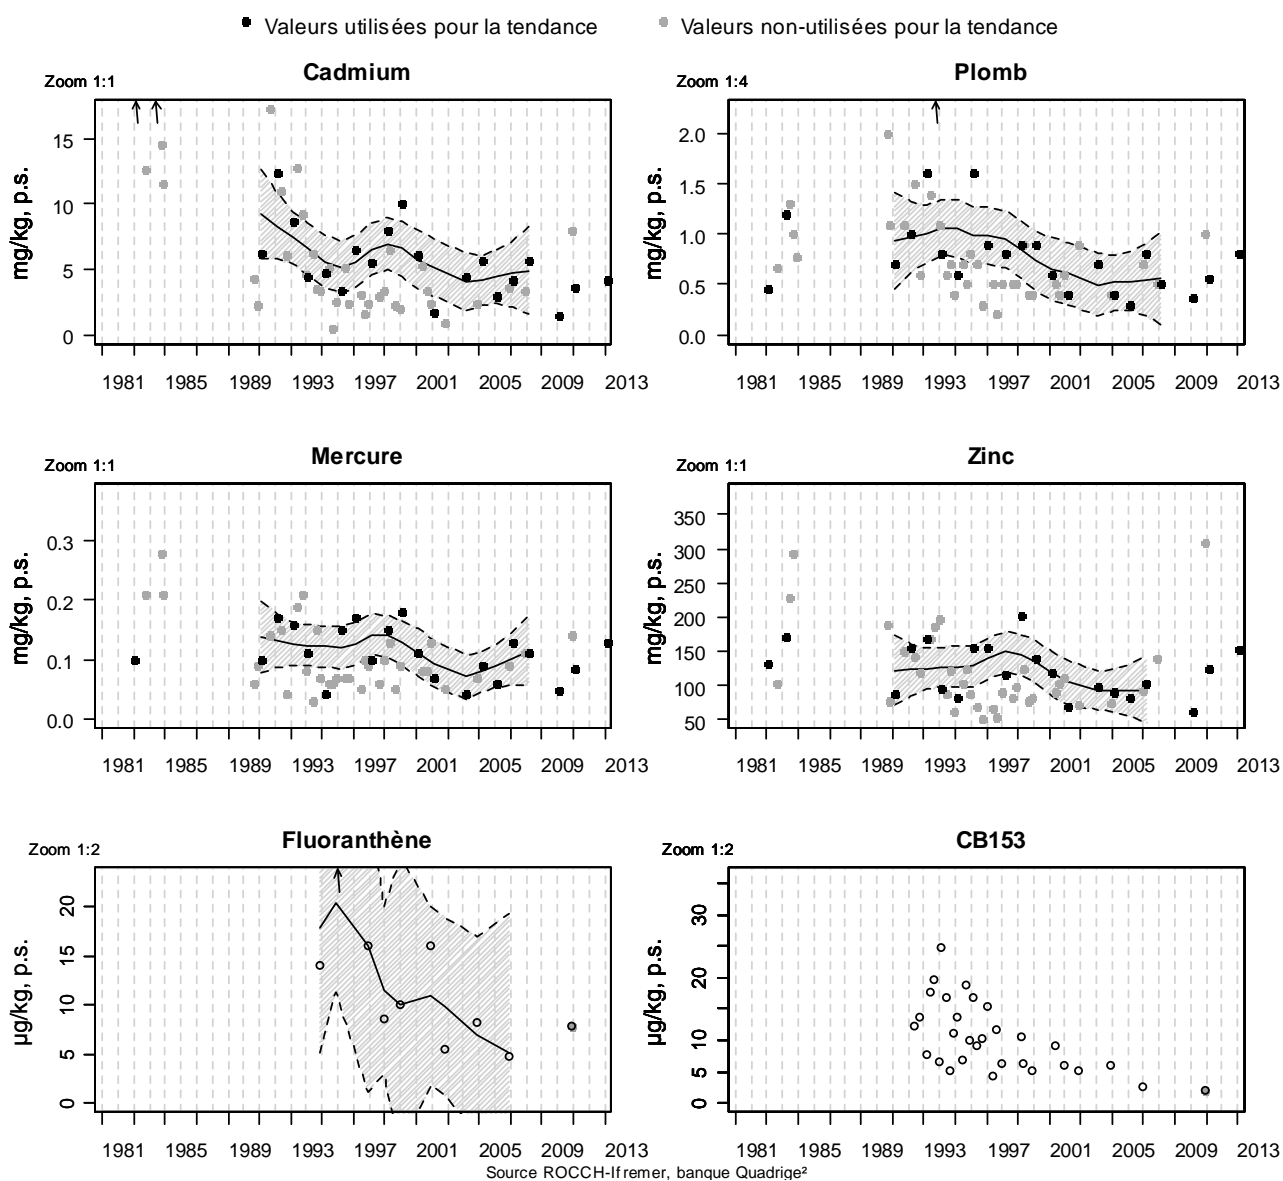 Valeurs utilisées pour la tendance Valeurs non-utilisées pour la tendance
Zoom 1:1 Cadmium
mg/kg, p.s.
15
10
5
0
1981 1985 1989 1993 1997 2001 2005 2009 2013
Zoom 1:4 Plomb
mg/kg, p.s.
2.0
1.5
1.0
0.5
0.0
1981 1985 1989 1993 1997 2001 2005 2009 2013
Zoom 1:1 Mercure
mg/kg, p.s.
0.3
0.2
0.1
0.0
1981 1985 1989 1993 1997 2001 2005 2009 2013
Zoom 1:1 Zinc
mg/kg, p.s.
350
300
250
200
150
100
50
1981 1985 1989 1993 1997 2001 2005 2009 2013
Zoom 1:2 Fluoranthène
µg/kg, p.s.
20
15
10
5
0
1981 1985 1989 1993 1997 2001 2005 2009 2013
Zoom 1:2 CB153
µg/kg, p.s.
30
20
10
5
0
1981 1985 1989 1993 1997 2001 2005 2009 2013
Source ROCCH-Ifremer, banque Quadrige²